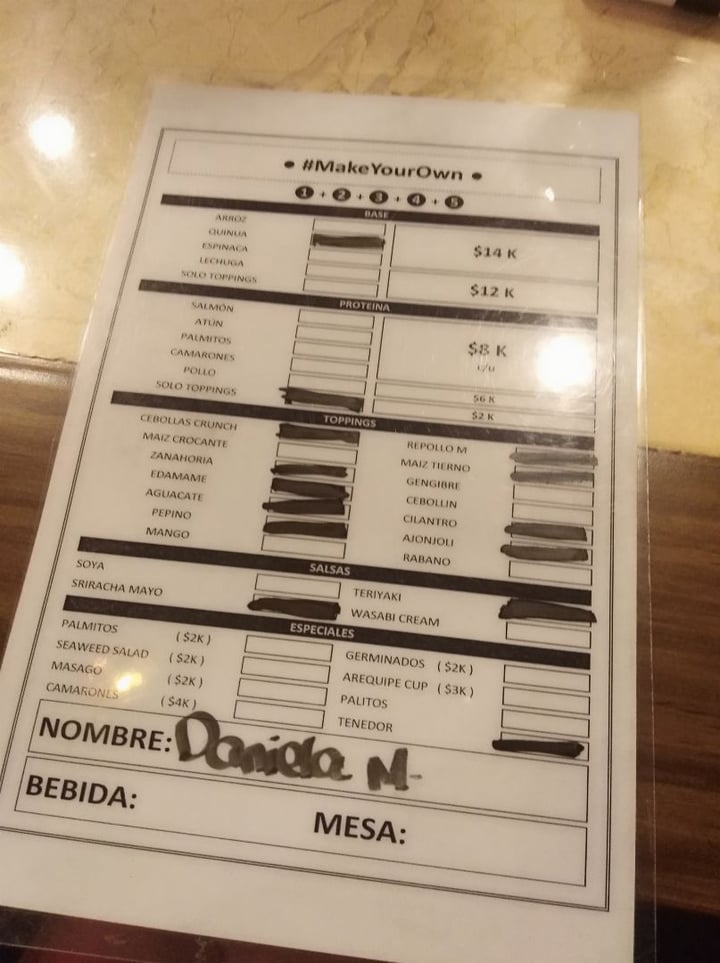 • #MakeYourOwn •
1 + 2 + 3 + 4 + 5
BASE
ARROZ
QUINUA
ESPINACA
LECHUGA
SOLO TOPPINGS
$14 K
$12 K
PROTEINA
SALMÓN
ATÚN
PALMITOS
CAMARONES
POLLO
SOLO TOPPINGS
$8 K
c/u
$6 K
$2 K
TOPPINGS
CEBOLLAS CRUNCH
MAIZ CROCANTE
ZANAHORIA
EDAMAME
AGUACATE
PEPINO
MANGO
REPOLLO M
MAIZ TIERNO
GENGIBRE
CEBOLLIN
CILANTRO
AJONJOLI
RABANO
SALSAS
SOYA
SRIRACHA MAYO
TERIYAKI
WASABI CREAM
ESPECIALES
PALMITOS ($2K)
SEAWEED SALAD ($2K)
MASAGO ($2K)
CAMARONES ($4K)
GERMINADOS ($2K)
AREQUIPE CUP ($3K)
PALITOS
TENEDOR
NOMBRE: Daniela M-
BEBIDA: MESA: